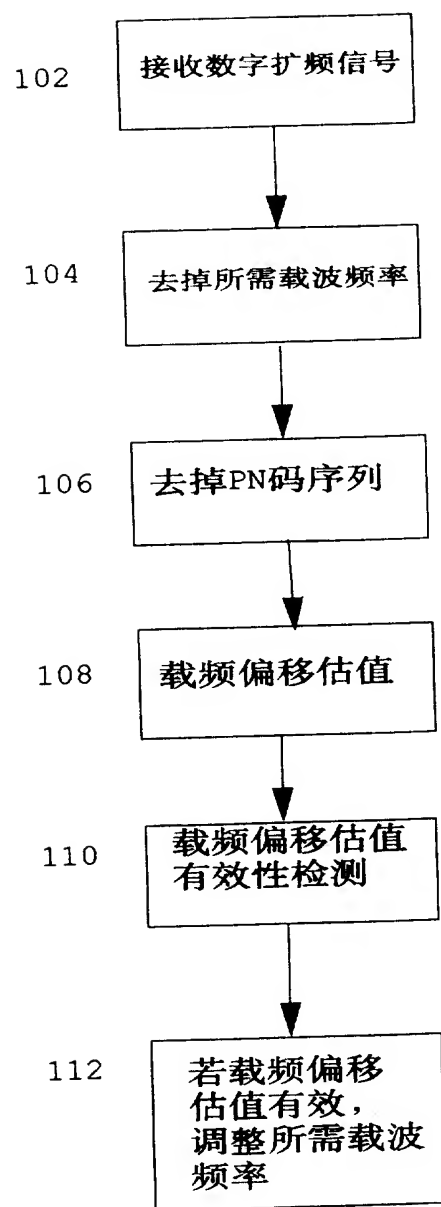 102
接收数字扩频信号
104
去掉所需载波频率
106
去掉PN码序列
108
载频偏移估值
110
载频偏移估值
有效性检测
112
若载频偏移
估值有效，
调整所需载波
频率